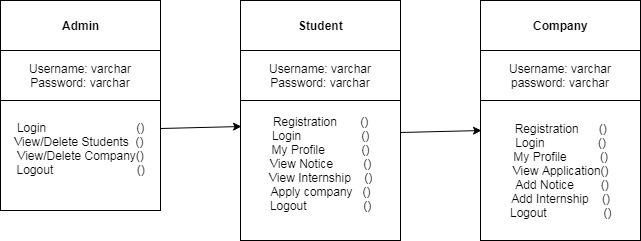 Admin
Username: varchar
Password: varchar
Login ()
View/Delete Students ()
View/Delete Company()
Logout ()
Student
Username: varchar
Password: varchar
Registration ()
Login ()
My Profile ()
View Notice ()
View Internship ()
Apply company ()
Logout ()
Company
Username: varchar
password: varchar
Registration ()
Login ()
My Profile ()
View Application()
Add Notice ()
Add Internship ()
Logout ()